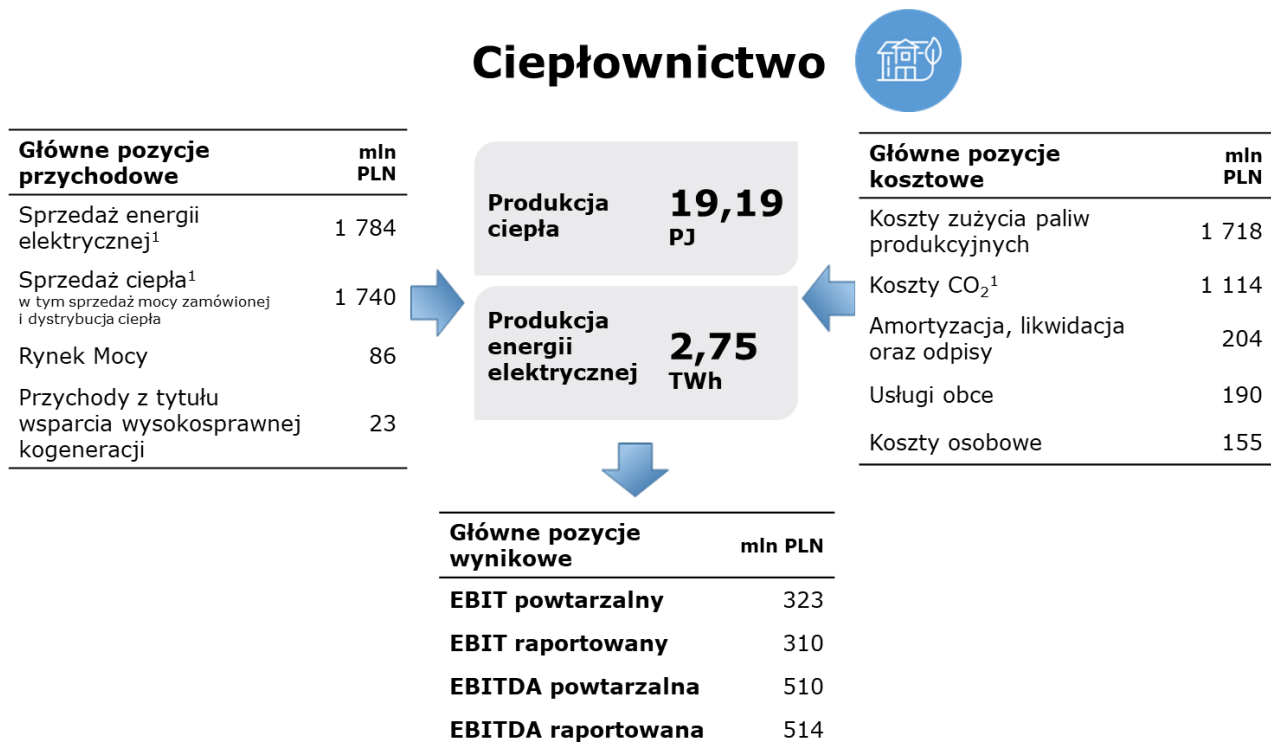 Ciepłownictwo
Główne pozycje przychodowe mln PLN
Sprzedaż energii elektrycznej¹ 1 784
Sprzedaż ciepła¹ 1 740
w tym sprzedaż mocy zamówionej
i dystrybucja ciepła
Rynek Mocy 86
Przychody z tytułu wsparcia wysokosprawnej kogeneracji 23
Produkcja ciepła 19,19 PJ
Produkcja energii elektrycznej 2,75 TWh
Główne pozycje kosztowe mln PLN
Koszty zużycia paliw produkcyjnych 1 718
Koszty CO₂¹ 1 114
Amortyzacja, likwidacja oraz odpisy 204
Usługi obce 190
Koszty osobowe 155
Główne pozycje wynikowe mln PLN
EBIT powtarzalny 323
EBIT raportowany 310
EBITDA powtarzalna 510
EBITDA raportowana 514